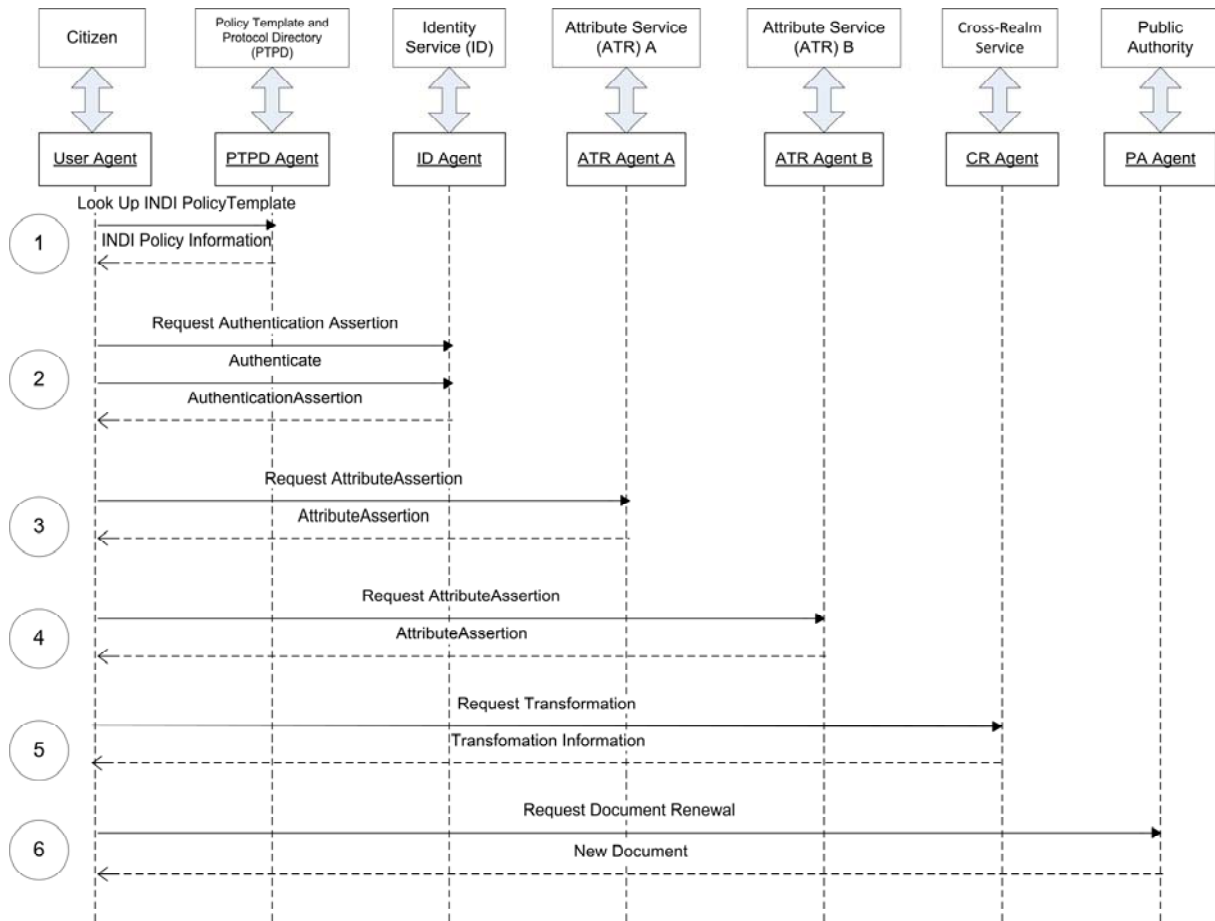 Citizen
Policy Template and
Protocol Directory
(PTPD)
Identity
Service (ID)
Attribute Service
(ATR) A
Attribute Service
(ATR) B
Cross-Realm
Service
Public
Authority
User Agent
PTPD Agent
ID Agent
ATR Agent A
ATR Agent B
CR Agent
PA Agent
Look Up INDI PolicyTemplate
1
INDI Policy Information
Request Authentication Assertion
2
Authenticate
AuthenticationAssertion
Request AttributeAssertion
3
AttributeAssertion
Request AttributeAssertion
4
AttributeAssertion
Request Transformation
5
Transfomation Information
Request Document Renewal
6
New Document